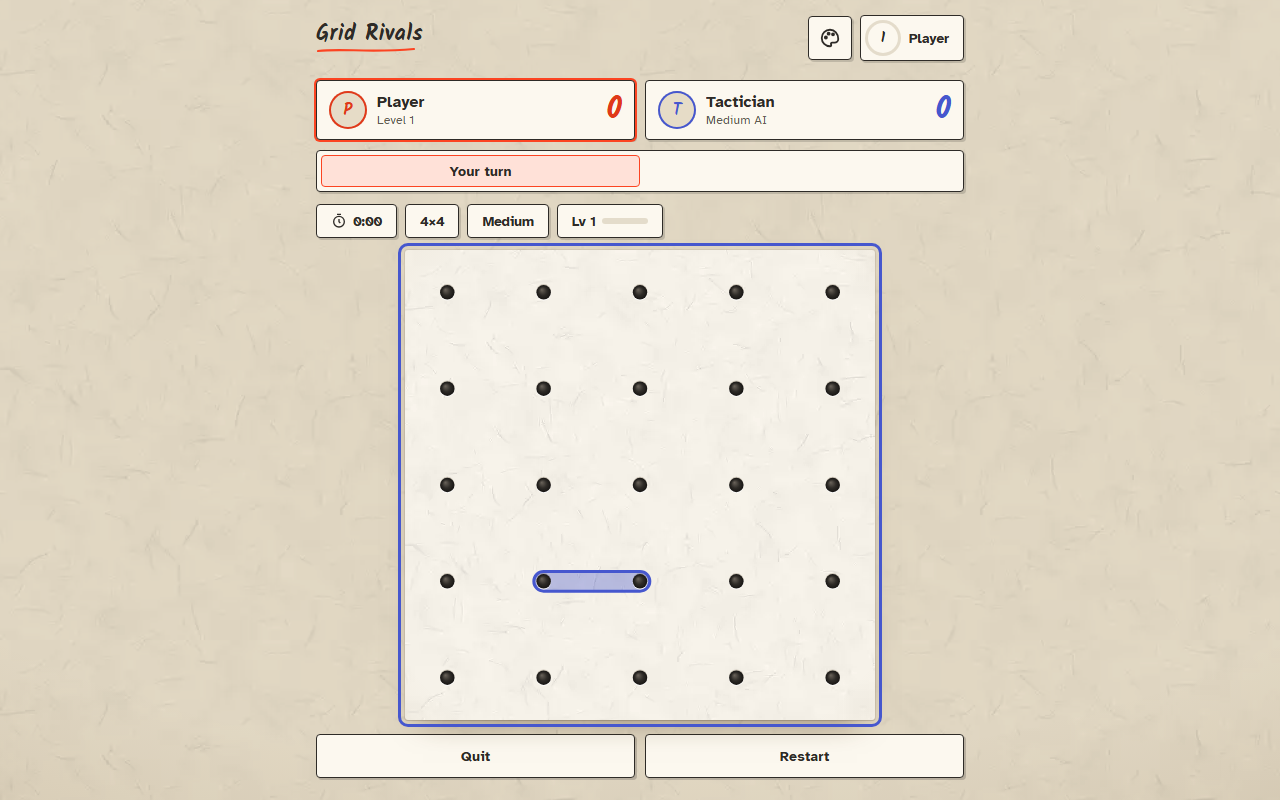 Grid Rivals
I Player
P Player 0
Level 1
T Tactician 0
Medium AI
Your turn
0:00 4×4 Medium Lv 1
Quit Restart